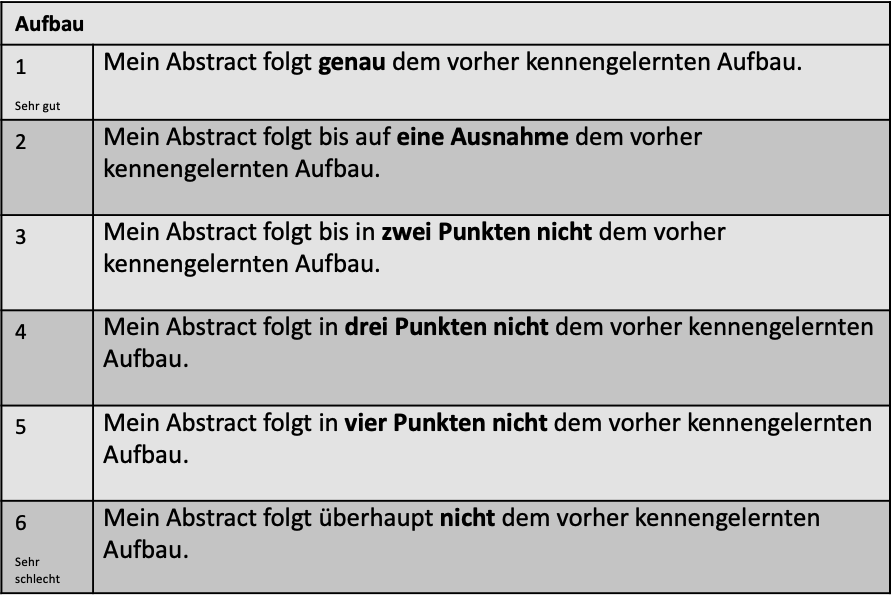 Aufbau
1
Sehr gut
Mein Abstract folgt genau dem vorher kennengelernten Aufbau.
2
Mein Abstract folgt bis auf eine Ausnahme dem vorher
kennengelernten Aufbau.
3
Mein Abstract folgt bis in zwei Punkten nicht dem vorher
kennengelernten Aufbau.
4
Mein Abstract folgt in drei Punkten nicht dem vorher kennengelernten
Aufbau.
5
Mein Abstract folgt in vier Punkten nicht dem vorher kennengelernten
Aufbau.
6
Sehr
schlecht
Mein Abstract folgt überhaupt nicht dem vorher kennengelernten
Aufbau.